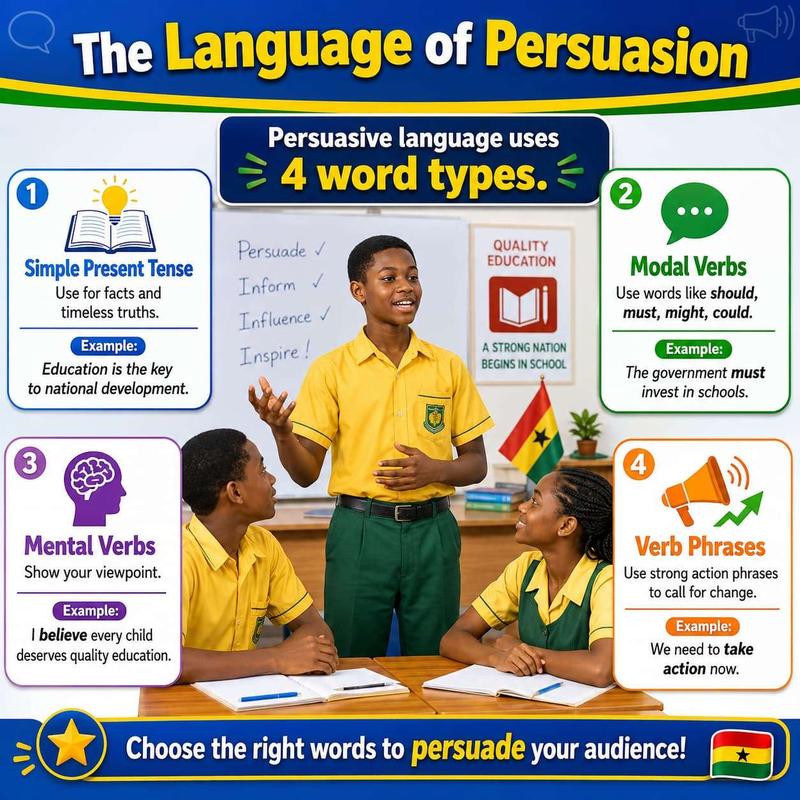 The Language of Persuasion
Persuasive language uses
4 word types.
1
Simple Present Tense
Use for facts and
timeless truths.
Example:
Education is the key
to national development.
2
Modal Verbs
Use words like should,
must, might, could.
Example:
The government must
invest in schools.
Persuade ✓
Inform ✓
Influence ✓
Inspire!
QUALITY
EDUCATION
A STRONG NATION
BEGINS IN SCHOOL
3
Mental Verbs
Show your viewpoint.
Example:
I believe every child
deserves quality education.
4
Verb Phrases
Use strong action phrases
to call for change.
Example:
We need to take
action now.
Choose the right words to persuade your audience!